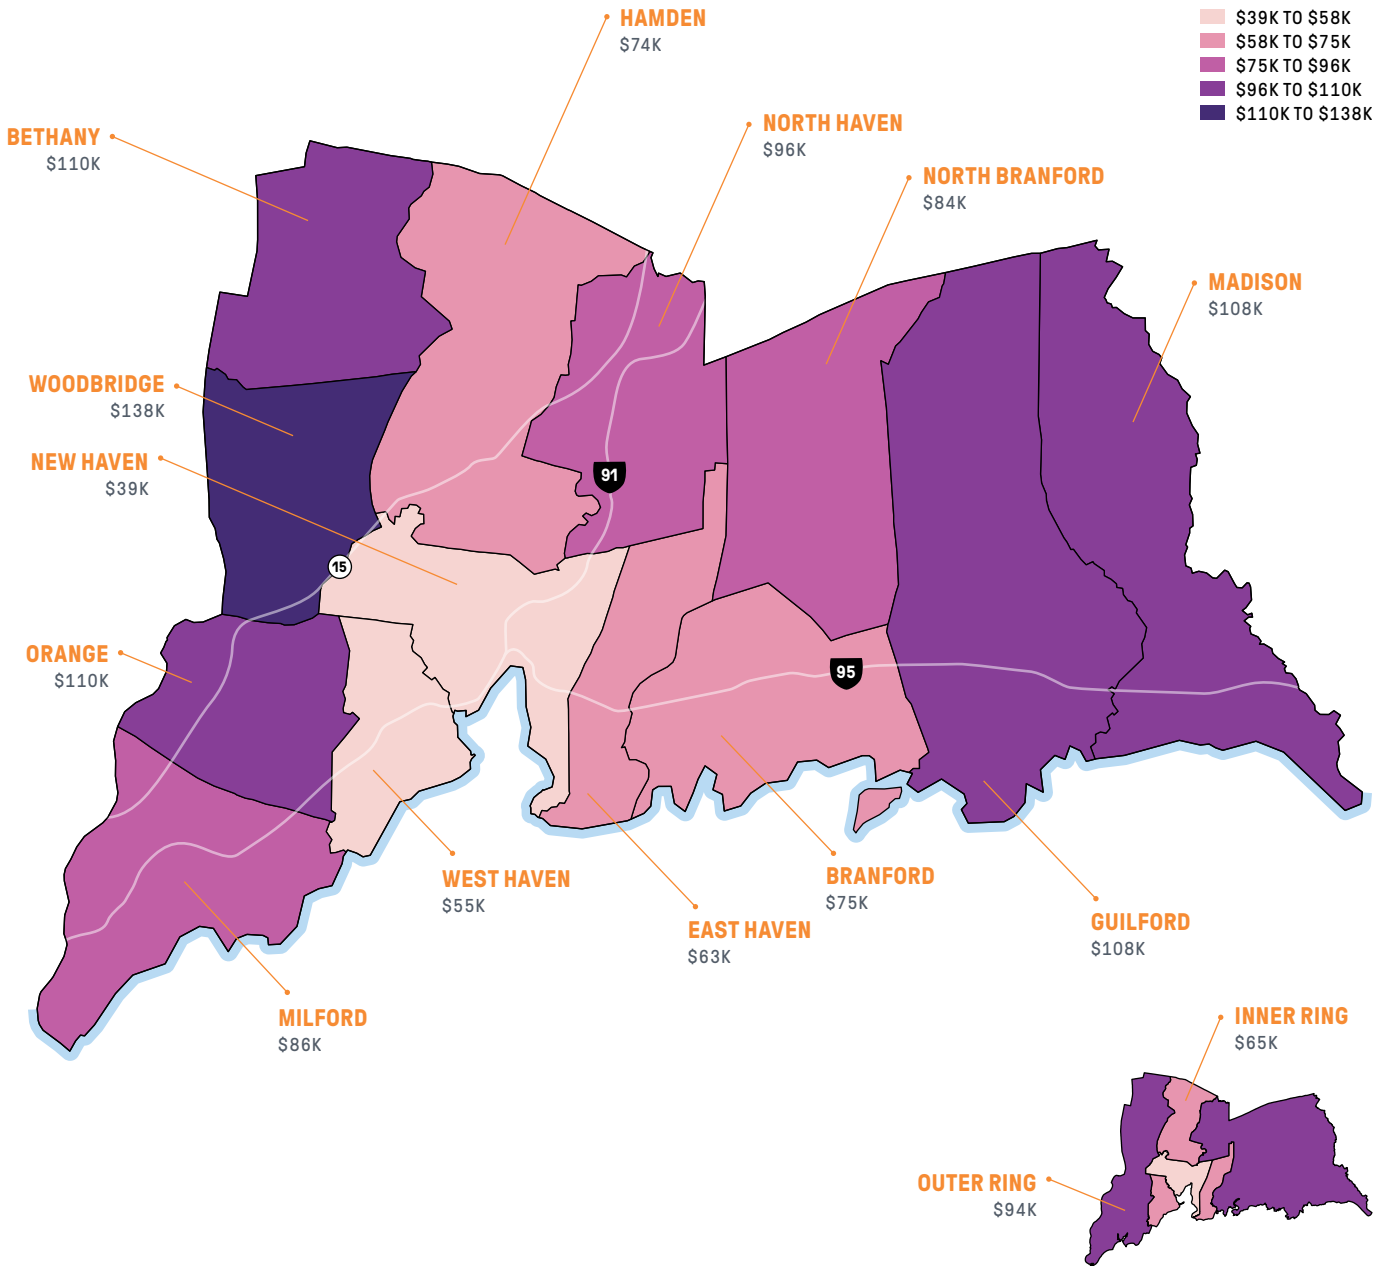 HAMDEN
$74K
$39K TO $58K
$58K TO $75K
$75K TO $96K
$96K TO $110K
$110K TO $138K
BETHANY
$110K
NORTH HAVEN
$96K
NORTH BRANFORD
$84K
MADISON
$108K
WOODBRIDGE
$138K
NEW HAVEN
$39K
91
15
ORANGE
$110K
95
WEST HAVEN
$55K
BRANFORD
$75K
EAST HAVEN
$63K
GUILFORD
$108K
MILFORD
$86K
INNER RING
$65K
OUTER RING
$94K